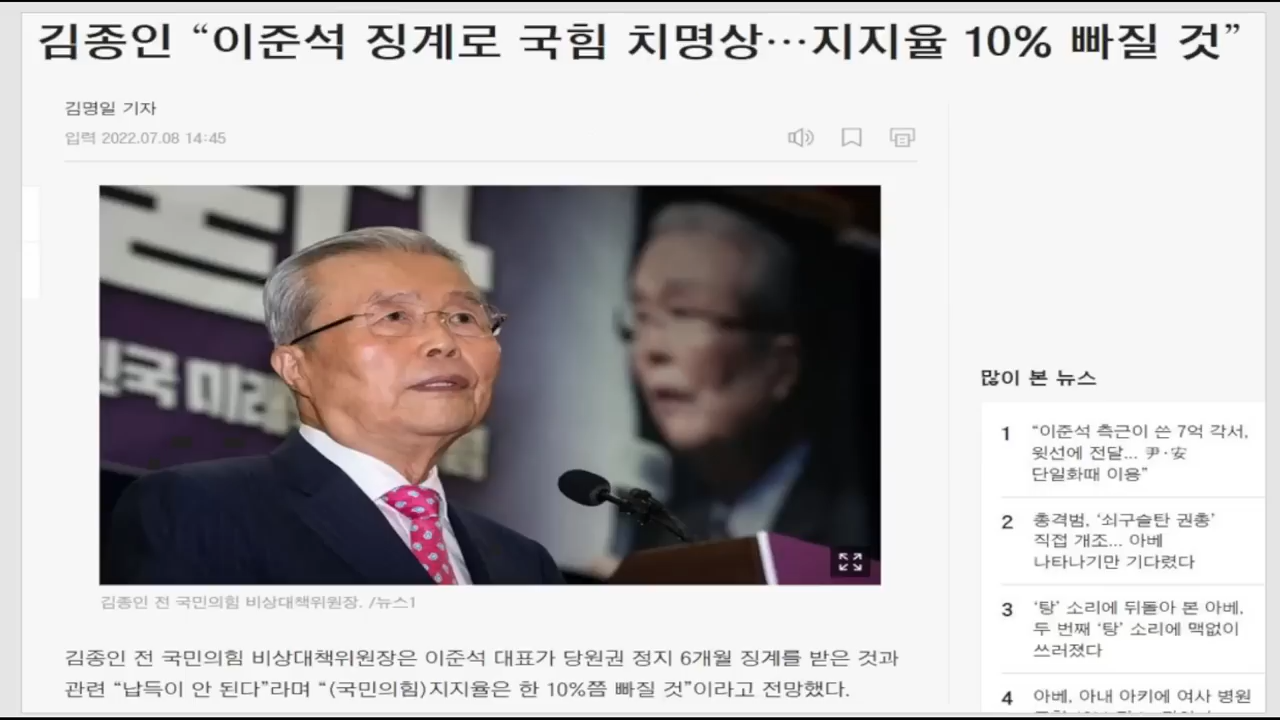 김종인 “이준석 징계로 국힘 치명상…지지율 10% 빠질 것”
김명일 기자
입력 2022.07.08 14:45
국 미래
김종인 전 국민의힘 비상대책위원장. /뉴스1
김종인 전 국민의힘 비상대책위원장은 이준석 대표가 당원권 정지 6개월 징계를 받은 것과
관련 “납득이 안 된다”라며 “(국민의힘)지지율은 한 10%쯤 빠질 것”이라고 전망했다.
많이 본 뉴스
1 “이준석 측근이 쓴 7억 각서,
윗선에 전달... 尹·安
단일화때 이용”
2 총격범, ‘쇠구슬탄 권총’
직접 개조... 아베
나타나기만 기다렸다
3 ‘탕’ 소리에 뒤돌아 본 아베,
두 번째 ‘탕’ 소리에 맥없이
쓰러졌다
4 아베, 아내 아키에 여사 병원